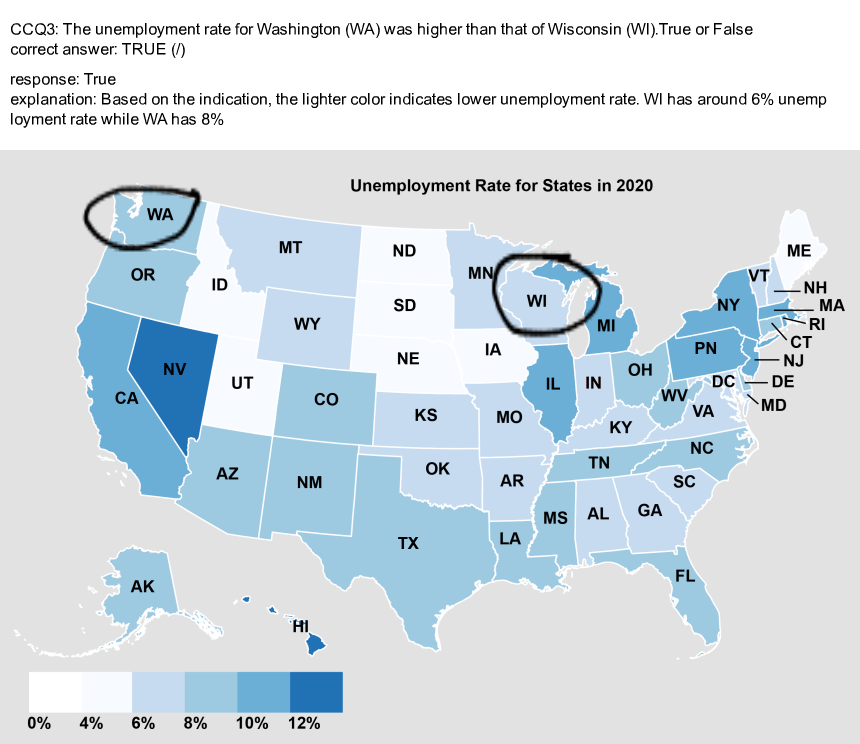 CCQ3: The unemployment rate for Washington (WA) was higher than that of Wisconsin (WI).True or False
correct answer: TRUE (/)
response: True
explanation: Based on the indication, the lighter color indicates lower unemployment rate. WI has around 6% unemp
loyment rate while WA has 8%
Unemployment Rate for States in 2020
WA
MT
ND
ME
OR
ID
MN
VT
NH
SD
WI
NY
MA
WY
MI
RI
NE
IA
PN
CT
NV
UT
NJ
CA
CO
IL
IN
OH
DC
DE
WV
MD
KS
MO
KY
VA
AZ
NM
OK
AR
TN
NC
SC
TX
LA
MS
AL
GA
AK
FL
HI
0% 4% 6% 8% 10% 12%